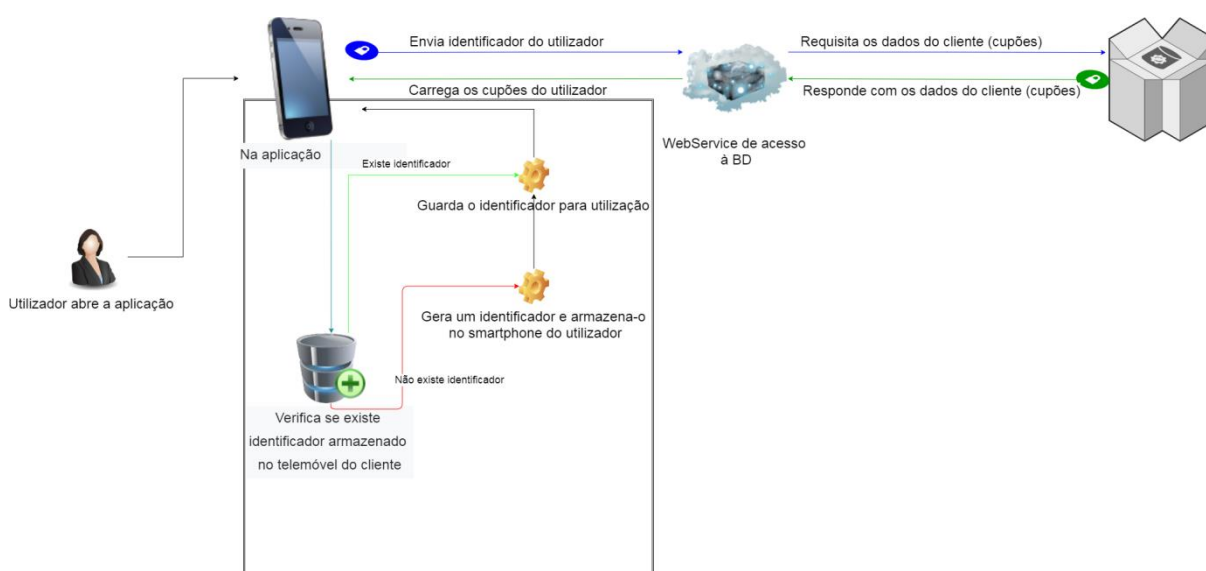 Envia identificador do utilizador
Requisita os dados do cliente (cupões)
Carrega os cupões do utilizador
Responde com os dados do cliente (cupões)
WebService de acesso
à BD
Na aplicação
Existe identificador
Guarda o identificador para utilização
Utilizador abre a aplicação
Gera um identificador e armazena-o
no smartphone do utilizador
Não existe identificador
Verifica se existe
identificador armazenado
no telemóvel do cliente